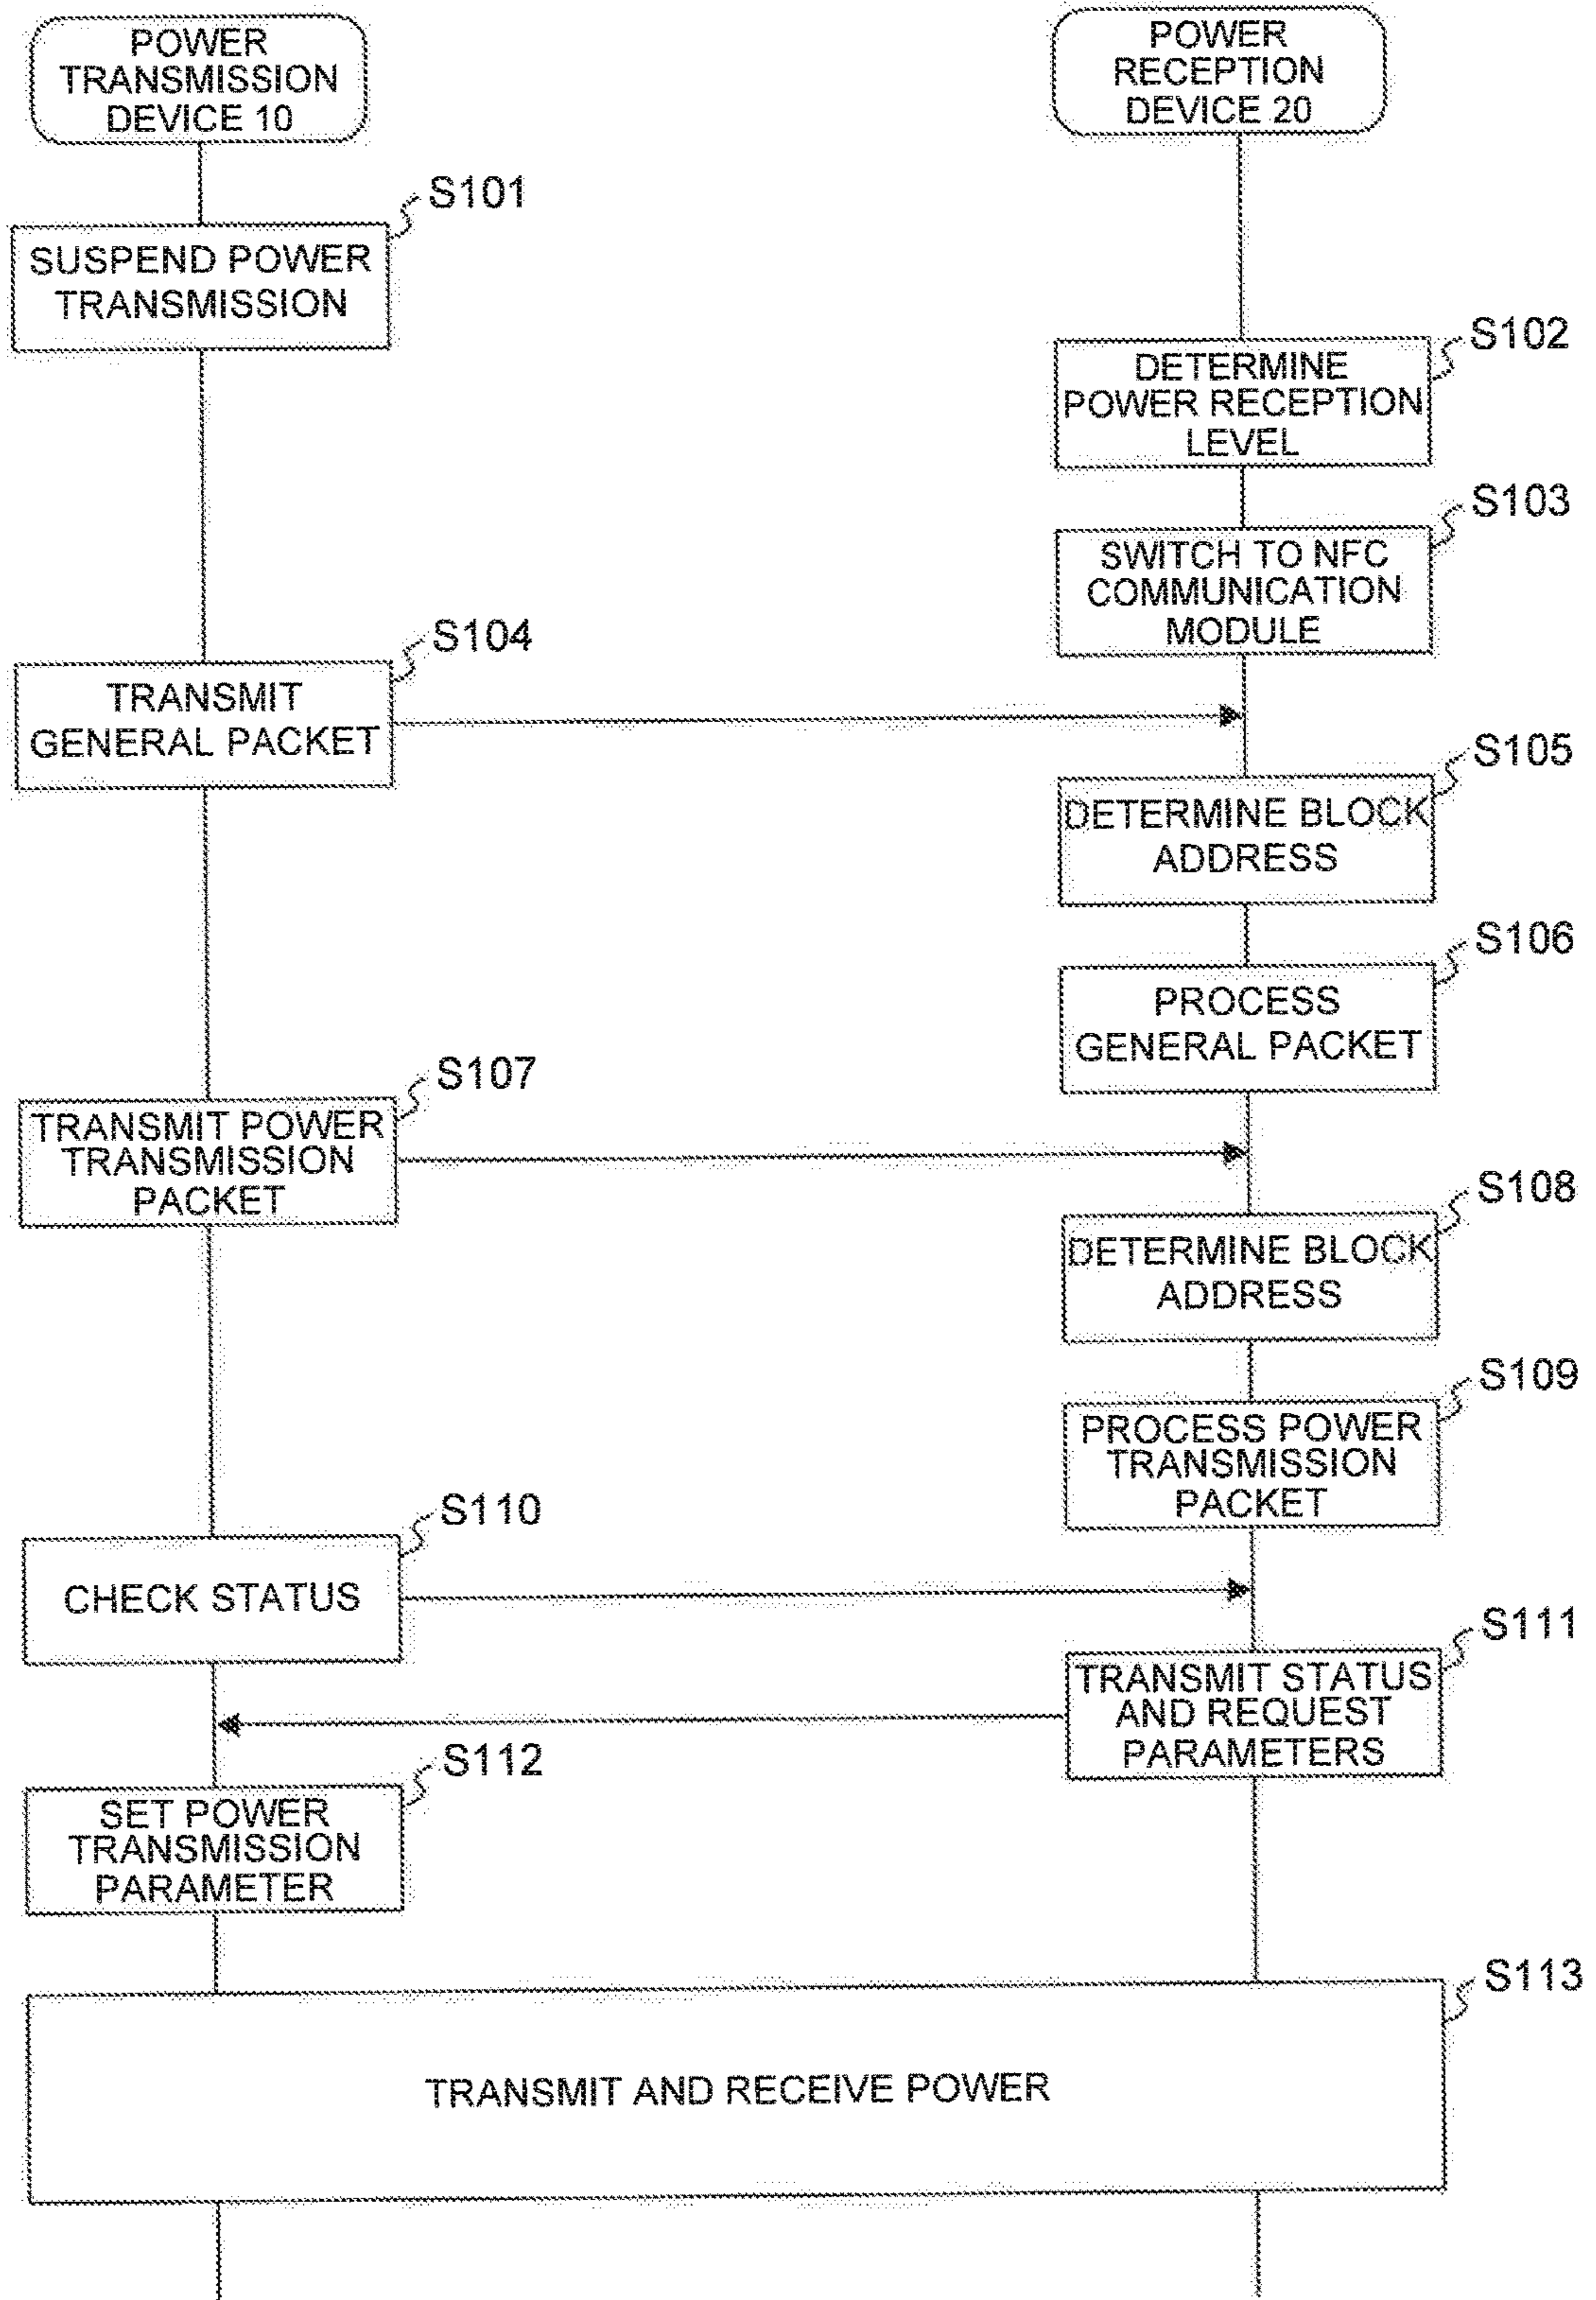 POWER
TRANSMISSION
DEVICE 10
POWER
RECEPTION
DEVICE 20
S101
SUSPEND POWER
TRANSMISSION
S102
DETERMINE
POWER RECEPTION
LEVEL
S103
SWITCH TO NFC
COMMUNICATION
MODULE
S104
TRANSMIT
GENERAL PACKET
S105
DETERMINE BLOCK
ADDRESS
S106
PROCESS
GENERAL PACKET
S107
TRANSMIT POWER
TRANSMISSION
PACKET
S108
DETERMINE BLOCK
ADDRESS
S109
PROCESS POWER
TRANSMISSION
PACKET
S110
CHECK STATUS
S111
TRANSMIT STATUS
AND REQUEST
PARAMETERS
S112
SET POWER
TRANSMISSION
PARAMETER
S113
TRANSMIT AND RECEIVE POWER